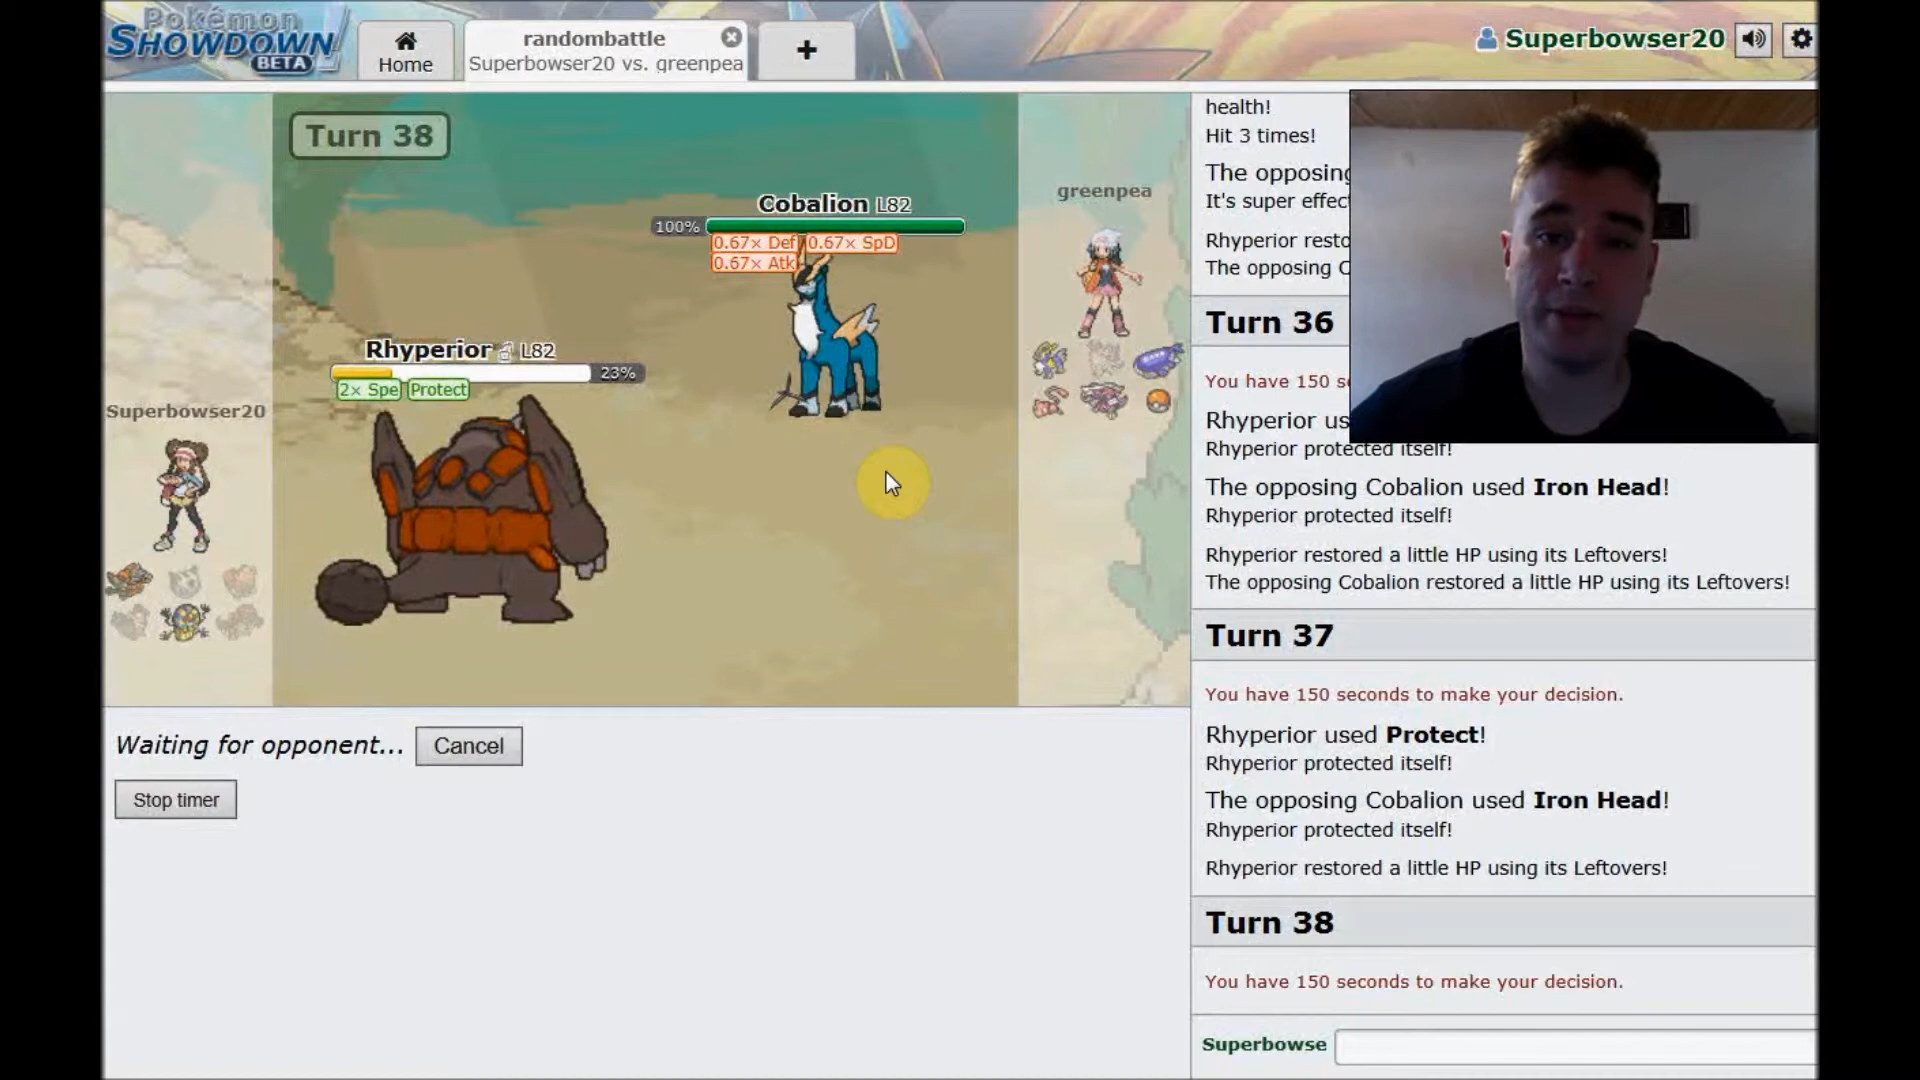 Pokémon
SHOWDOWN
BETA
Home
randombattle
Superbowser20 vs. greenpea
+
Superbowser20
Turn 38
Cobalion L82
100%
0.67× Def 0.67× SpD
0.67× Atk
Rhyperior L82
23%
2× Spe Protect
Superbowser20
greenpea
Waiting for opponent... Cancel
Stop timer
health!
Hit 3 times!
The opposing
It's super effec
Rhyperior resto
The opposing C
Turn 36
You have 150 s
Rhyperior us
Rhyperior protected itself!
The opposing Cobalion used Iron Head!
Rhyperior protected itself!
Rhyperior restored a little HP using its Leftovers!
The opposing Cobalion restored a little HP using its Leftovers!
Turn 37
You have 150 seconds to make your decision.
Rhyperior used Protect!
Rhyperior protected itself!
The opposing Cobalion used Iron Head!
Rhyperior protected itself!
Rhyperior restored a little HP using its Leftovers!
Turn 38
You have 150 seconds to make your decision.
Superbowse